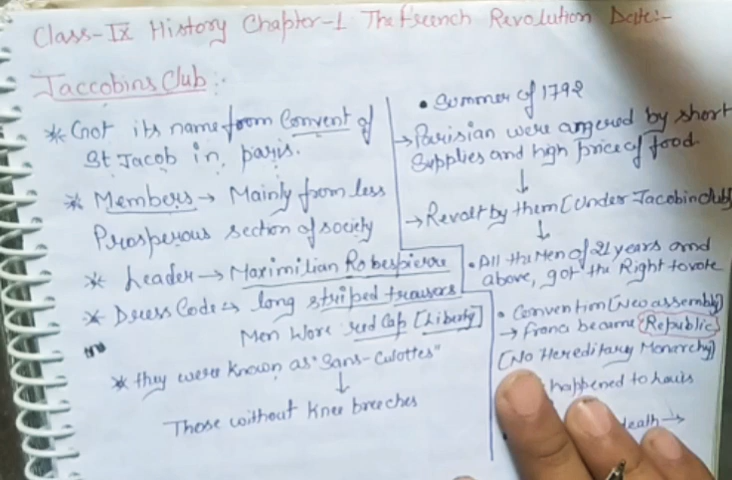 Class-IX History Chapter-1 The French Revolution Date:-
Jaccobins Club:-
* Got its name from Convent of
St Jacob in paris.
* Members → Mainly from less
Prosperous section of society
* Leader → Maximilian Robespierre
* Dress Code → long striped trousers
Men Wore red Cap [Liberty]
* they were known as "Sans-Culottes"
↓
Those without Knee breeches
• Summer of 1792
→ Parisian were angered by short
Supplies and high price of food
↓
→ Revolt by them [Under Jacobin club]
↓
• All the Men of 21 years and
above, got the Right to vote
• Convention [Neo assembly]
→ franc became Republic
[No Hereditary Monarchy]
happened to louis
death →